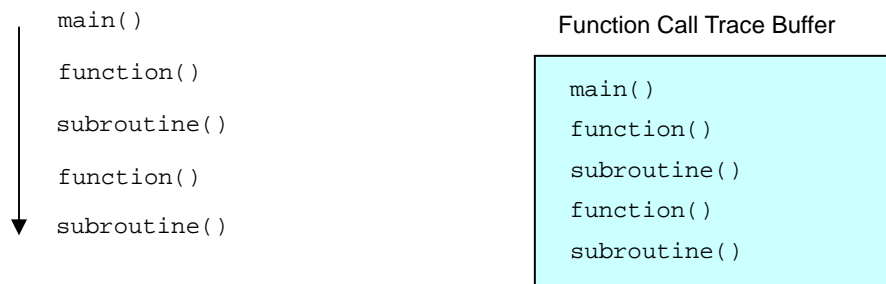 main()
function()
subroutine()
function()
subroutine()
Function Call Trace Buffer
main()
function()
subroutine()
function()
subroutine()